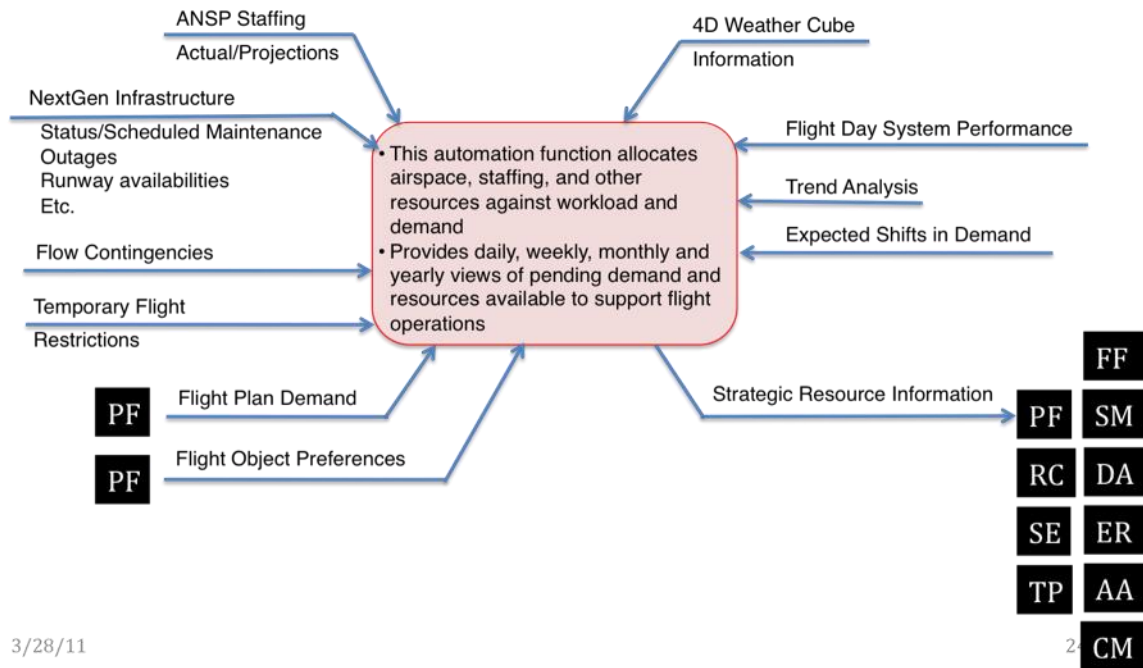 ANSP Staffing
Actual/Projections
4D Weather Cube
Information
NextGen Infrastructure
Status/Scheduled Maintenance
Outages
Runway availabilities
Etc.
Flow Contingencies
Temporary Flight
Restrictions
• This automation function allocates
airspace, staffing, and other
resources against workload and
demand
• Provides daily, weekly, monthly and
yearly views of pending demand and
resources available to support flight
operations
Flight Day System Performance
Trend Analysis
Expected Shifts in Demand
PF Flight Plan Demand
PF Flight Object Preferences
Strategic Resource Information
FF
PF SM
RC DA
SE ER
TP AA
CM
3/28/11